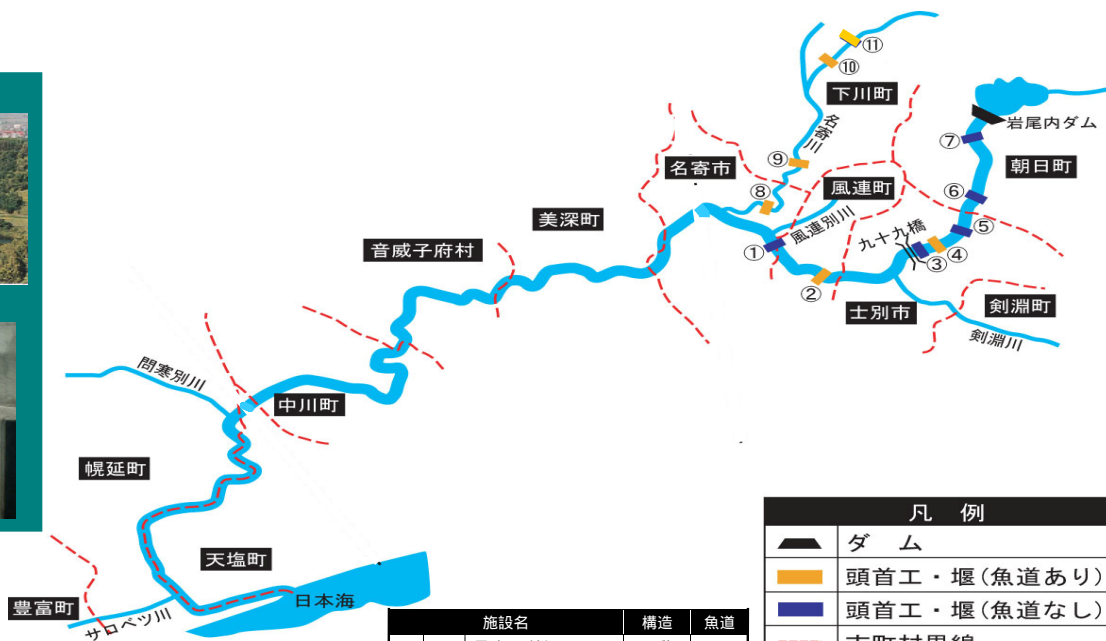 ⑪
⑩
下川町
岩尾内ダム
名寄川
⑦
朝日町
⑨
名寄市
風連町
⑥
⑧
美深町
風連別川
九十九橋
⑤
音威子府村
①
③
④
②
士別市
剣淵町
剣淵川
問寒別川
中川町
幌延町
天塩町
日本海
豊富町
サロベツ川
凡 例
ダ ム
頭首工・堰(魚道あり)
頭首工・堰(魚道なし)
市町村界線
施設名 構造 魚道